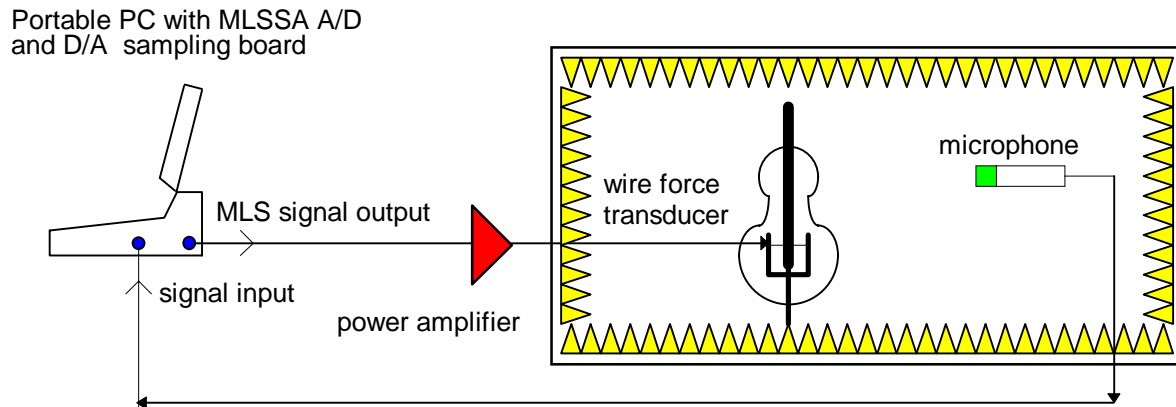 Portable PC with MLSSA A/D
and D/A sampling board
microphone
wire force
transducer
MLS signal output
signal input
power amplifier